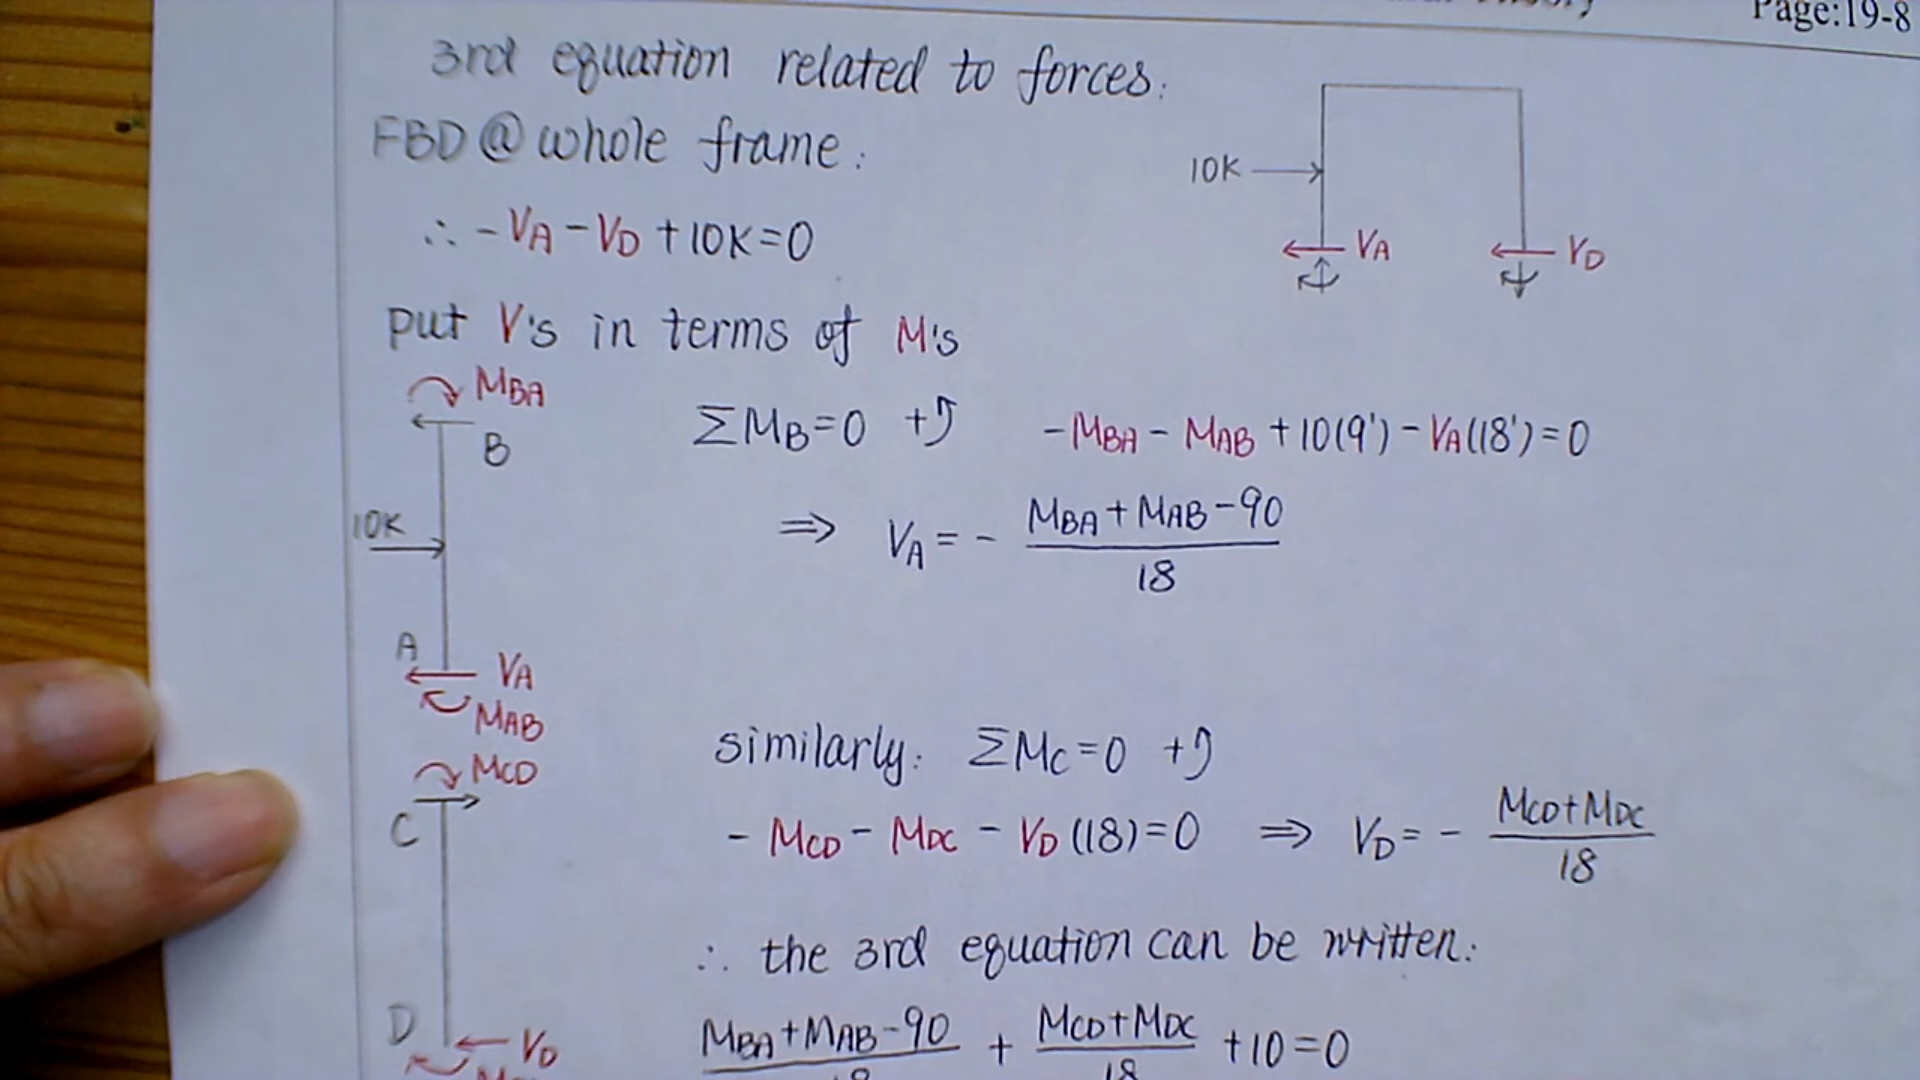 Page:19-8
3rd equation related to forces:
FBD @ whole frame:
10K
VA
VD
∴ -VA - VD + 10K = 0
put V's in terms of M's
MBA
B
10K
A
VA
MAB
ΣMB = 0 +↺ -MBA - MAB + 10(9') - VA(18') = 0
⇒ VA = - (MBA + MAB - 90) / 18
MCD
C
D
VD
similarly: ΣMC = 0 +↺
- MCD - MDC - VD(18) = 0 ⇒ VD = - (MCD + MDC) / 18
∴ the 3rd equation can be written:
(MBA + MAB - 90) / 18 + (MCD + MDC) / 18 + 10 = 0